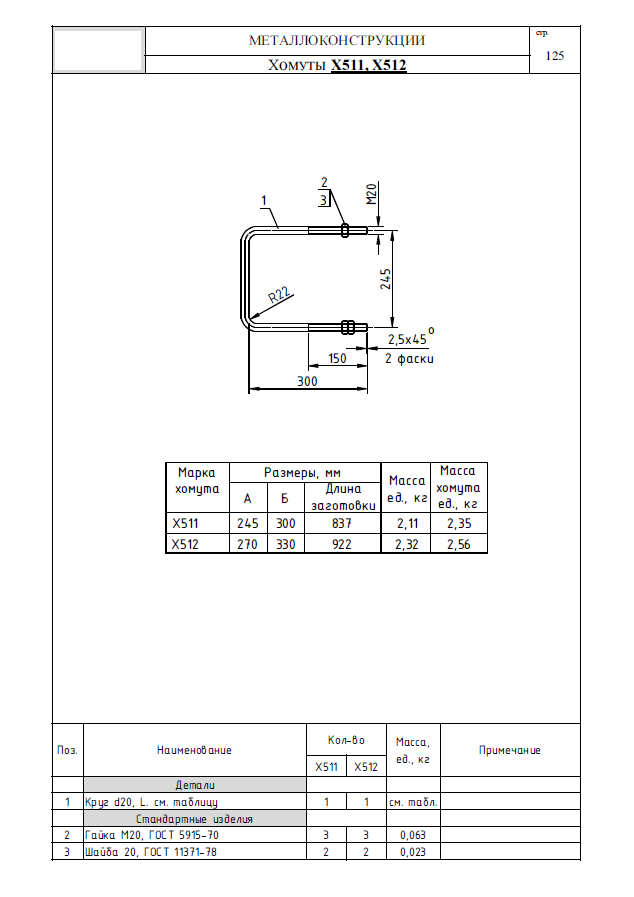 МЕТАЛЛОКОНСТРУКЦИИ
стр.
125
Хомуты Х511, Х512
2
3
1
М20
245
R22
2,5х45°
2 фаски
150
300
Марка хомута
Размеры, мм
Масса ед., кг
Масса хомута ед., кг
А Б Длина заготовки
Х511 245 300 837 2,11 2,35
Х512 270 330 922 2,32 2,56
Поз. Наименование Кол-во Масса, ед., кг Примечание
Х511 Х512
Детали
1 Круг d20, L. см. таблицу 1 1 см. табл.
Стандартные изделия
2 Гайка М20, ГОСТ 5915-70 3 3 0,063
3 Шайба 20, ГОСТ 11371-78 2 2 0,023